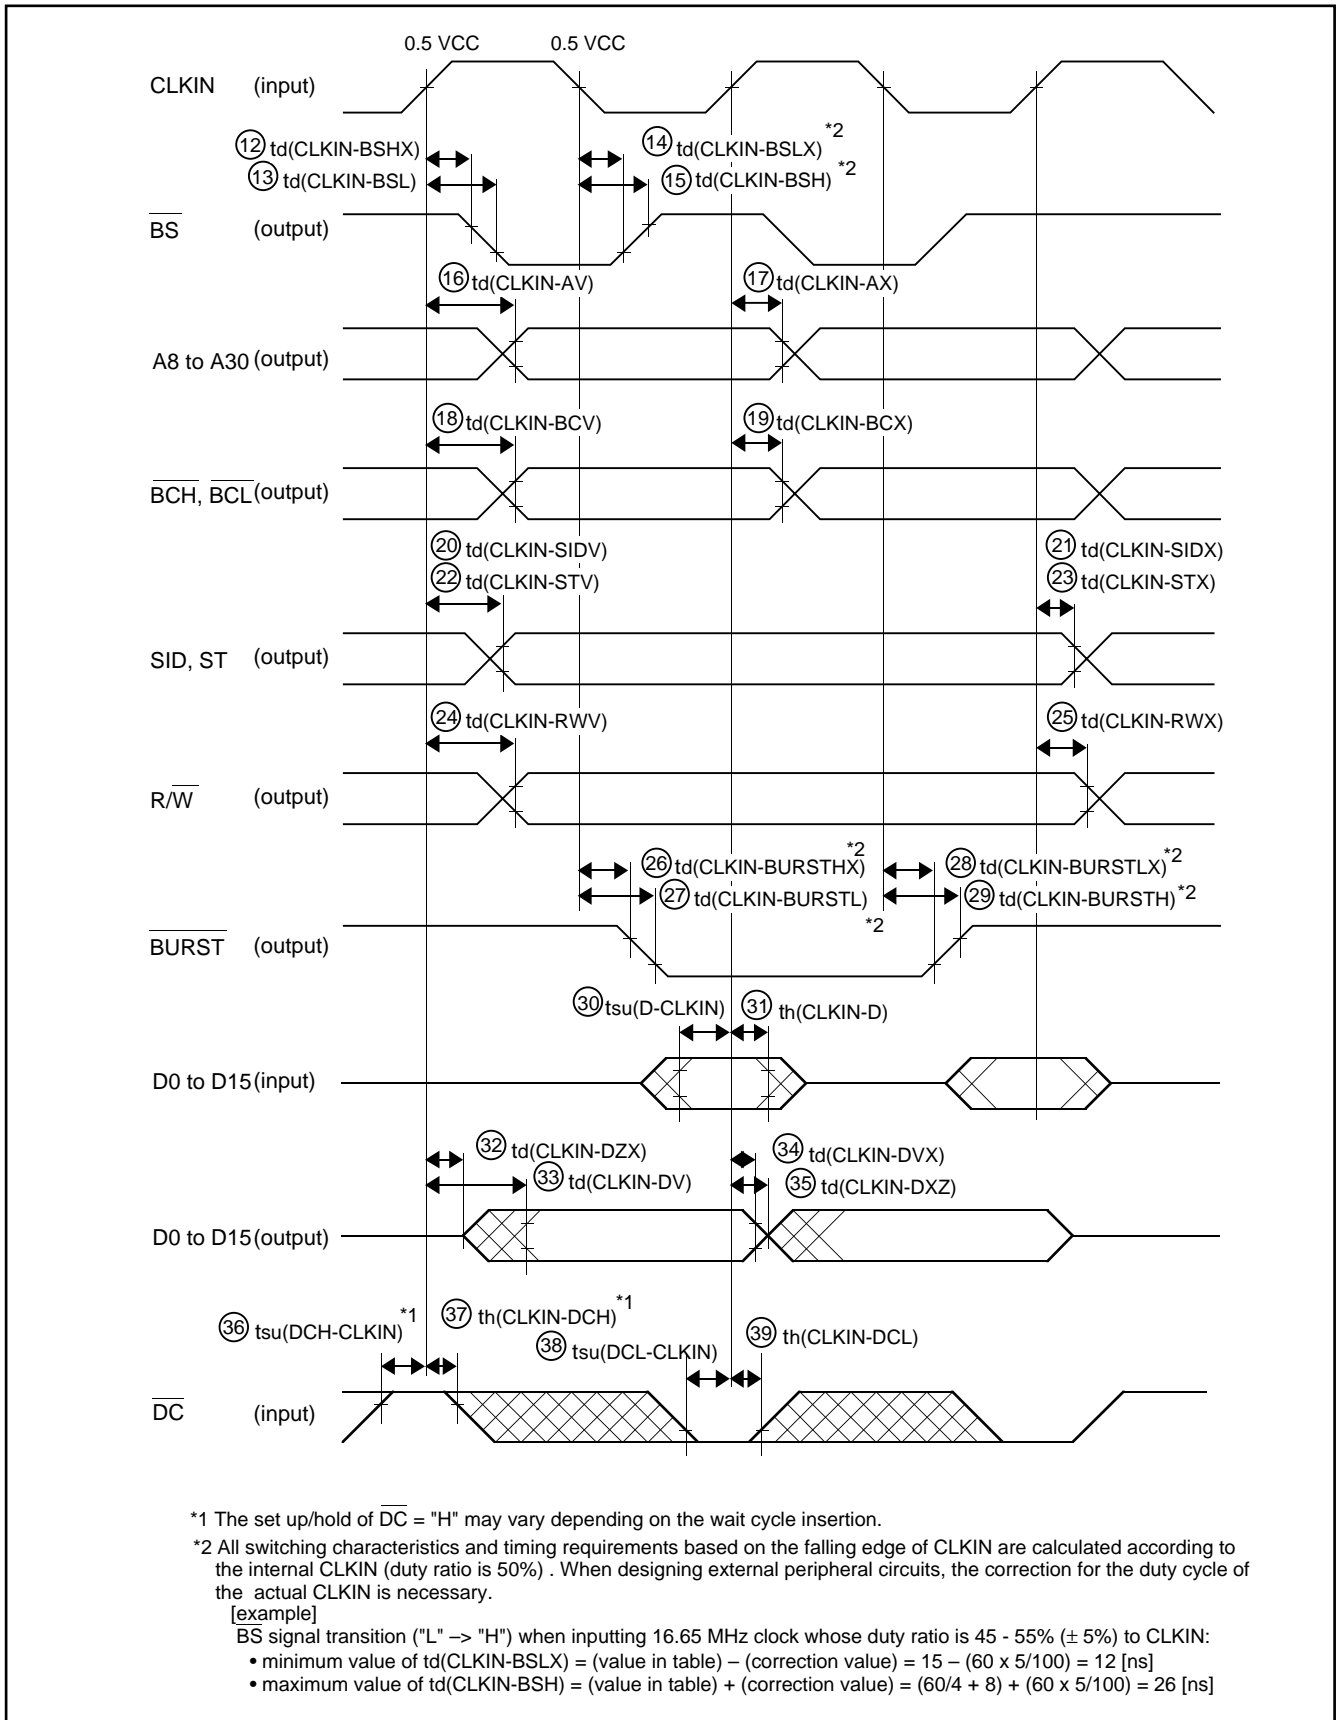 0.5 VCC 0.5 VCC
CLKIN (input)
12 td(CLKIN-BSHX) 14 td(CLKIN-BSLX) *2
13 td(CLKIN-BSL) 15 td(CLKIN-BSH) *2
BS (output)
16 td(CLKIN-AV) 17 td(CLKIN-AX)
A8 to A30 (output)
18 td(CLKIN-BCV) 19 td(CLKIN-BCX)
BCH, BCL (output)
20 td(CLKIN-SIDV) 21 td(CLKIN-SIDX)
22 td(CLKIN-STV) 23 td(CLKIN-STX)
SID, ST (output)
24 td(CLKIN-RWV) 25 td(CLKIN-RWX)
R/W (output)
26 td(CLKIN-BURSTHX) *2 28 td(CLKIN-BURSTLX) *2
27 td(CLKIN-BURSTL) *2 29 td(CLKIN-BURSTH) *2
BURST (output)
30 tsu(D-CLKIN) 31 th(CLKIN-D)
D0 to D15 (input)
32 td(CLKIN-DZX) 34 td(CLKIN-DVX)
33 td(CLKIN-DV) 35 td(CLKIN-DXZ)
D0 to D15 (output)
36 tsu(DCH-CLKIN) *1 37 th(CLKIN-DCH) *1
38 tsu(DCL-CLKIN) 39 th(CLKIN-DCL)
DC (input)
*1 The set up/hold of DC = "H" may vary depending on the wait cycle insertion.
*2 All switching characteristics and timing requirements based on the falling edge of CLKIN are calculated according to
the internal CLKIN (duty ratio is 50%) . When designing external peripheral circuits, the correction for the duty cycle of
the actual CLKIN is necessary.
[example]
BS signal transition ("L" –> "H") when inputting 16.65 MHz clock whose duty ratio is 45 - 55% (± 5%) to CLKIN:
• minimum value of td(CLKIN-BSLX) = (value in table) – (correction value) = 15 – (60 x 5/100) = 12 [ns]
• maximum value of td(CLKIN-BSH) = (value in table) + (correction value) = (60/4 + 8) + (60 x 5/100) = 26 [ns]